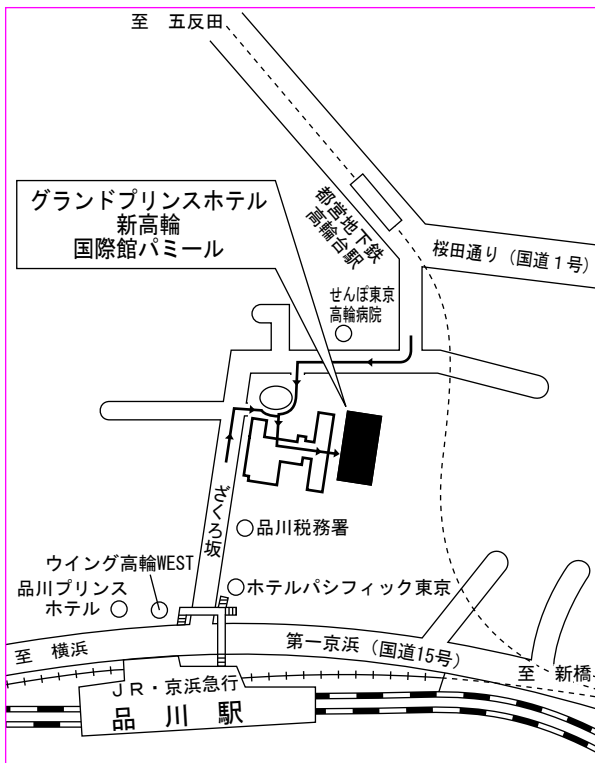 至 五反田
グランドプリンスホテル
新高輪
国際館パミール
都営地下鉄
高輪台駅
桜田通り（国道１号）
せんぽ東京
高輪病院
ざくろ坂
品川税務署
ウイング高輪WEST
品川プリンス
ホテル
ホテルパシフィック東京
至 横浜
第一京浜（国道15号）
至 新橋
ＪＲ・京浜急行
品川駅